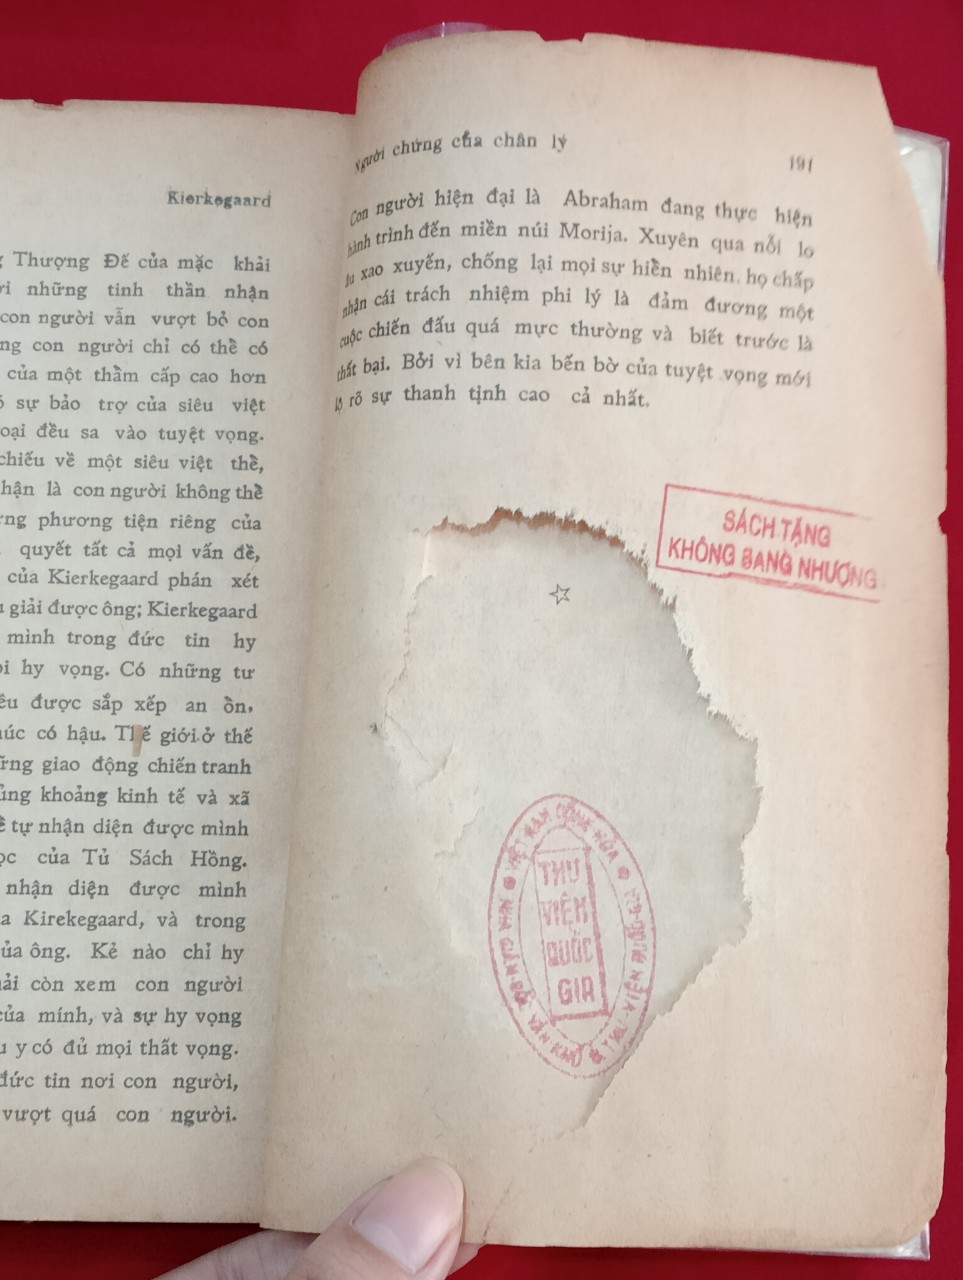 Kierkegaard
Thượng Đế của mặc khải
những tinh thần nhận
con người vẫn vượt bỏ con
con người chỉ có thể có
của một thẩm cấp cao hơn
sự bảo trợ của siêu việt
đều sa vào tuyệt vọng.
chiếu về một siêu việt thể,
là con người không thể
phương tiện riêng của
quyết tất cả mọi vấn đề,
của Kierkegaard phán xét
giải được ông; Kierkegaard
mình trong đức tin hy
hy vọng. Có những tư
được sắp xếp an ổn,
có hậu. Thế giới ở thế
giao động chiến tranh
khoảng kinh tế và xã
tự nhận diện được mình
của Tủ Sách Hồng.
nhận diện được mình
Kirekegaard, và trong
của ông. Kẻ nào chỉ hy
còn xem con người
của mính, và sự hy vọng
y có đủ mọi thất vọng.
đức tin nơi con người,
vượt quá con người.
Người chứng của chân lý
191
Con người hiện đại là Abraham đang thực hiện
hành trình đến miền núi Morija. Xuyên qua nỗi lo
âu xao xuyến, chống lại mọi sự hiển nhiên, họ chấp
nhận cái trách nhiệm phi lý là đảm đương một
cuộc chiến đấu quá mực thường và biết trước là
thất bại. Bởi vì bên kia bến bờ của tuyệt vọng mới
lộ rõ sự thanh tịnh cao cả nhất.
SÁCH TẶNG
KHÔNG SANG NHƯỢNG
VIỆT NAM CỘNG HÒA
THƯ
VIỆN
QUỐC
GIA